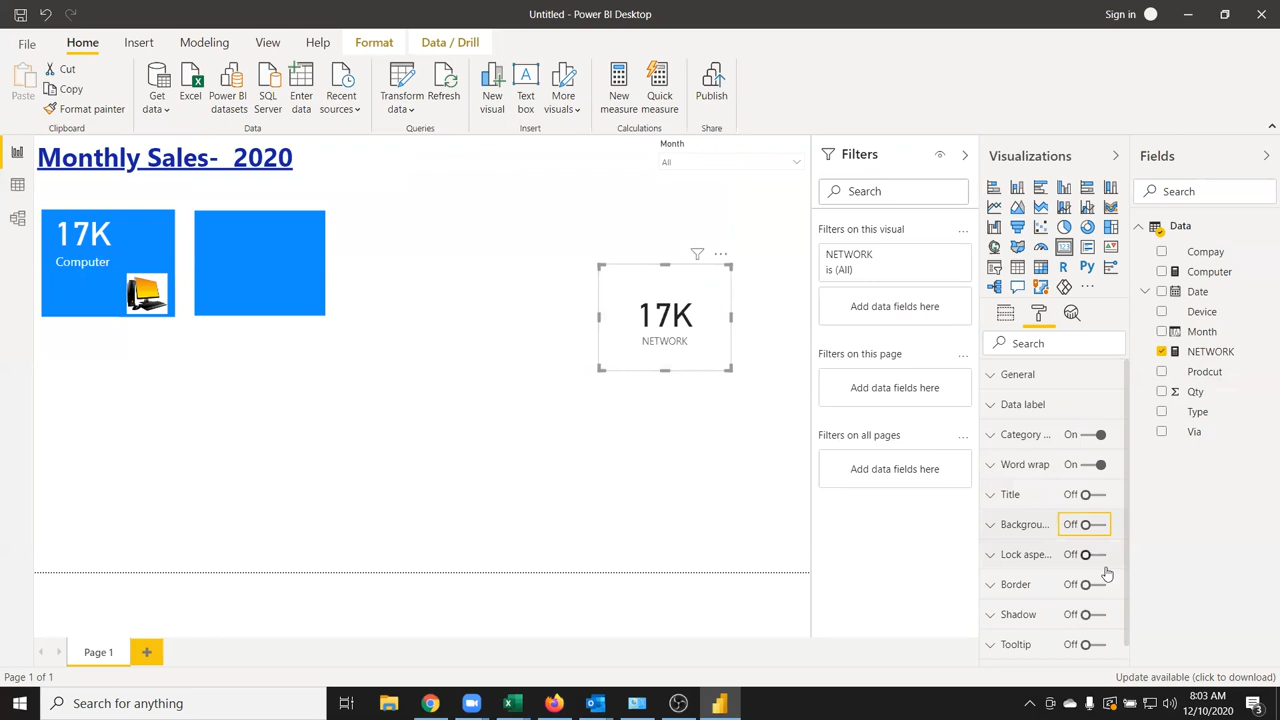 Untitled - Power BI Desktop
Sign in
File
Home
Insert
Modeling
View
Help
Format
Data / Drill
Paste
Cut
Copy
Format painter
Clipboard
Get data
Excel
Power BI datasets
SQL Server
Enter data
Recent sources
Data
Transform data
Refresh
Queries
New visual
Text box
More visuals
Insert
New measure
Quick measure
Calculations
Publish
Share
Monthly Sales-  2020
Month
All
17K
Computer
17K
NETWORK
Filters
Search
Filters on this visual
NETWORK
is (All)
Add data fields here
Filters on this page
Add data fields here
Filters on all pages
Add data fields here
Visualizations
R
Py
123
Search
General
Data label
Category ...
On
Word wrap
On
Title
Off
Backgrou...
Off
Lock aspe...
Off
Border
Off
Shadow
Off
Tooltip
Off
Fields
Search
Data
Compay
Computer
Date
Device
Month
NETWORK
Prodcut
Qty
Type
Via
Page 1
Page 1 of 1
Update available (click to download)
Search for anything
8:03 AM
12/10/2020